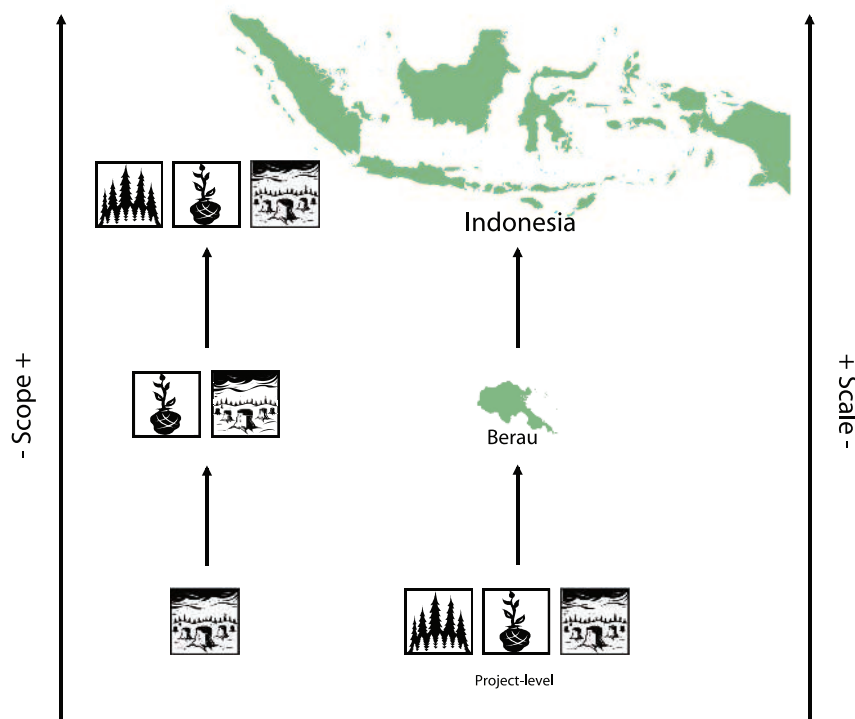 Indonesia
- Scope +
+ Scale -
Berau
Project-level